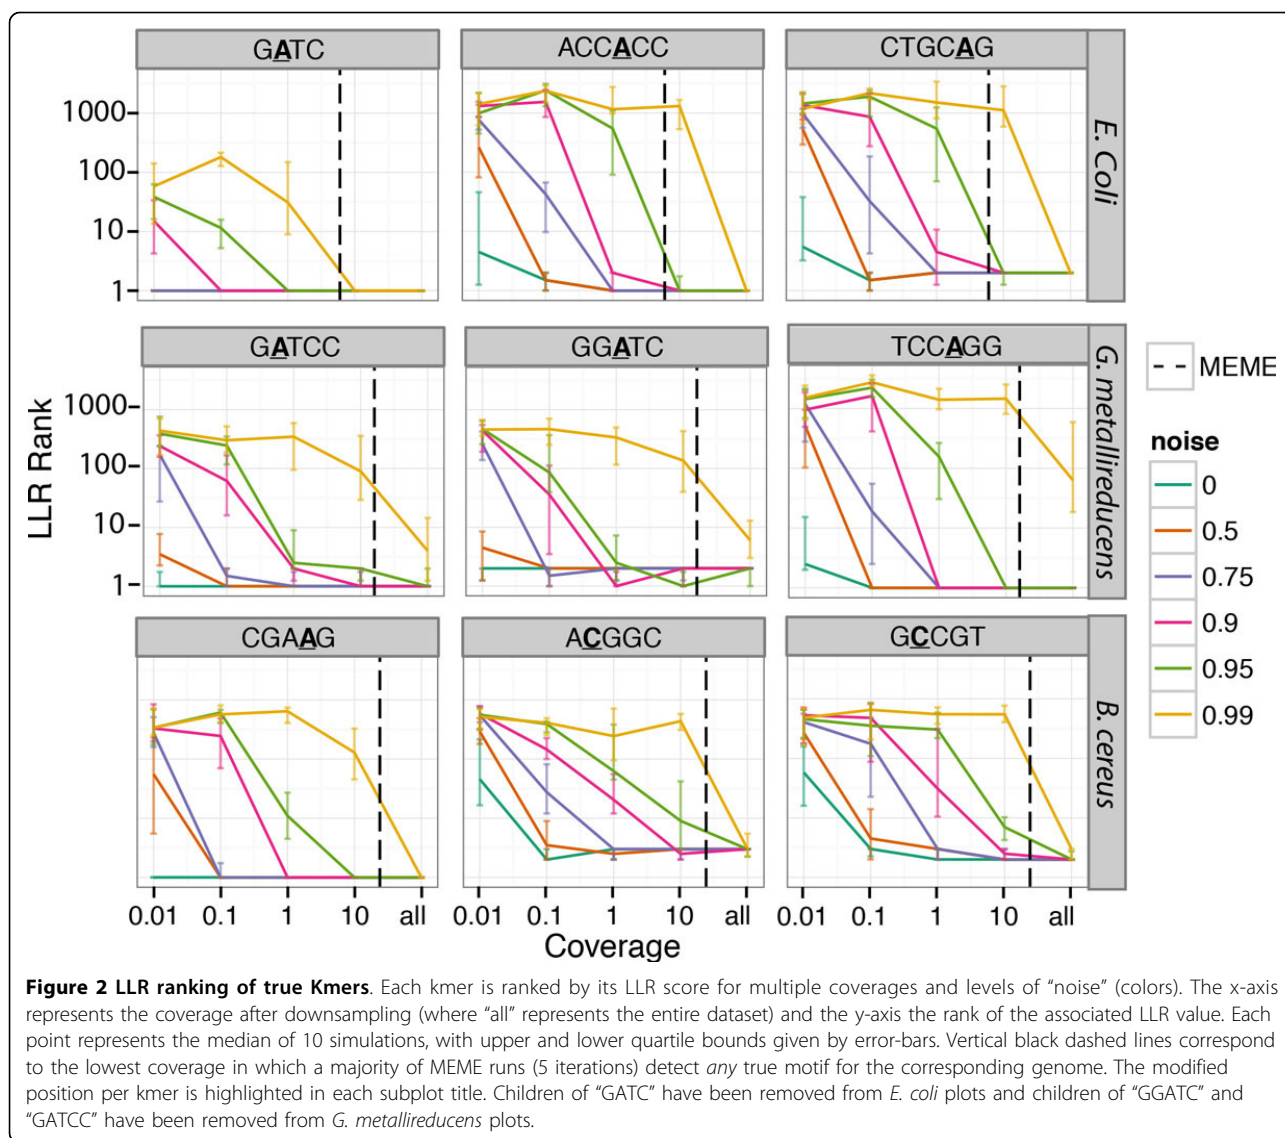 GATC
ACCACC
CTGCAG
1000
100
10
1
E. Coli
GATCC
GGATC
TCCAGG
1000
100
10
1
G. metallireducens
LLR Rank
CGAAG
ACGGC
GCCGT
B. cereus
0.01 0.1 1 10 all
0.01 0.1 1 10 all
0.01 0.1 1 10 all
Coverage
MEME
noise
0
0.5
0.75
0.9
0.95
0.99
Figure 2 LLR ranking of true Kmers. Each kmer is ranked by its LLR score for multiple coverages and levels of “noise” (colors). The x-axis
represents the coverage after downsampling (where “all” represents the entire dataset) and the y-axis the rank of the associated LLR value. Each
point represents the median of 10 simulations, with upper and lower quartile bounds given by error-bars. Vertical black dashed lines correspond
to the lowest coverage in which a majority of MEME runs (5 iterations) detect any true motif for the corresponding genome. The modified
position per kmer is highlighted in each subplot title. Children of “GATC” have been removed from E. coli plots and children of “GGATC” and
“GATCC” have been removed from G. metallireducens plots.